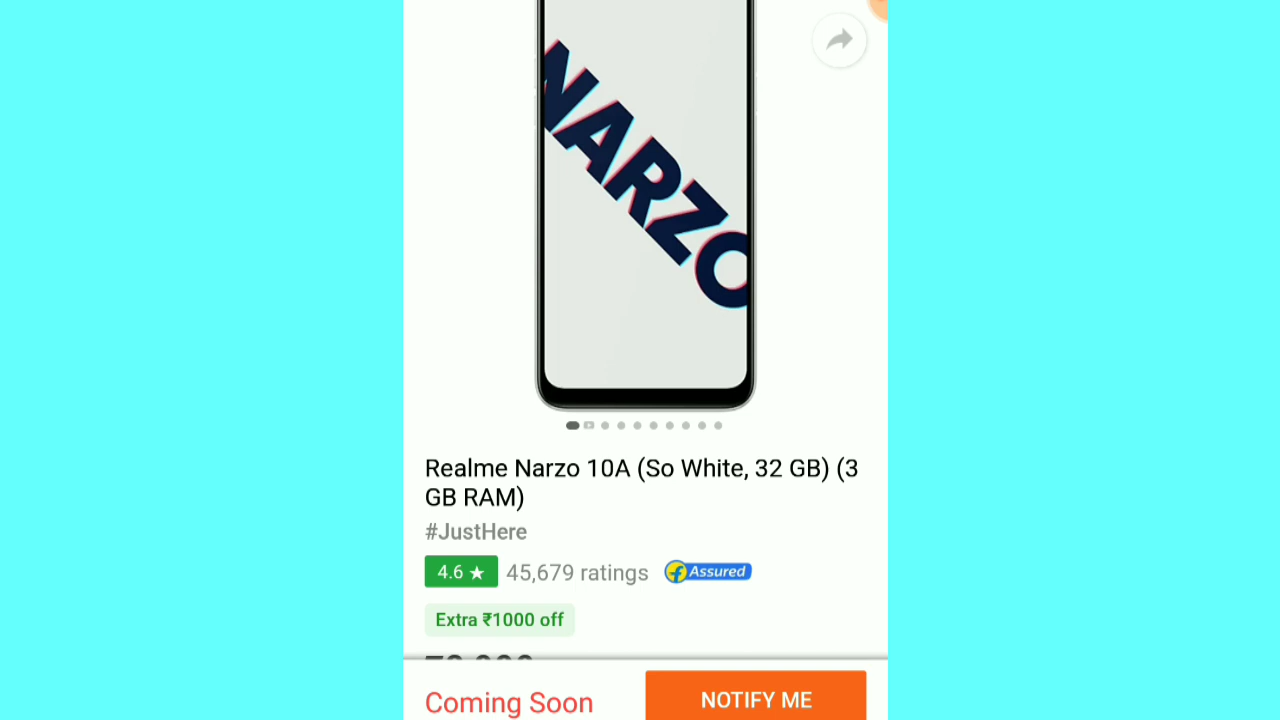 NARZO
Realme Narzo 10A (So White, 32 GB) (3
GB RAM)
#JustHere
4.6 ★ 45,679 ratings f Assured
Extra ₹1000 off
Coming Soon NOTIFY ME